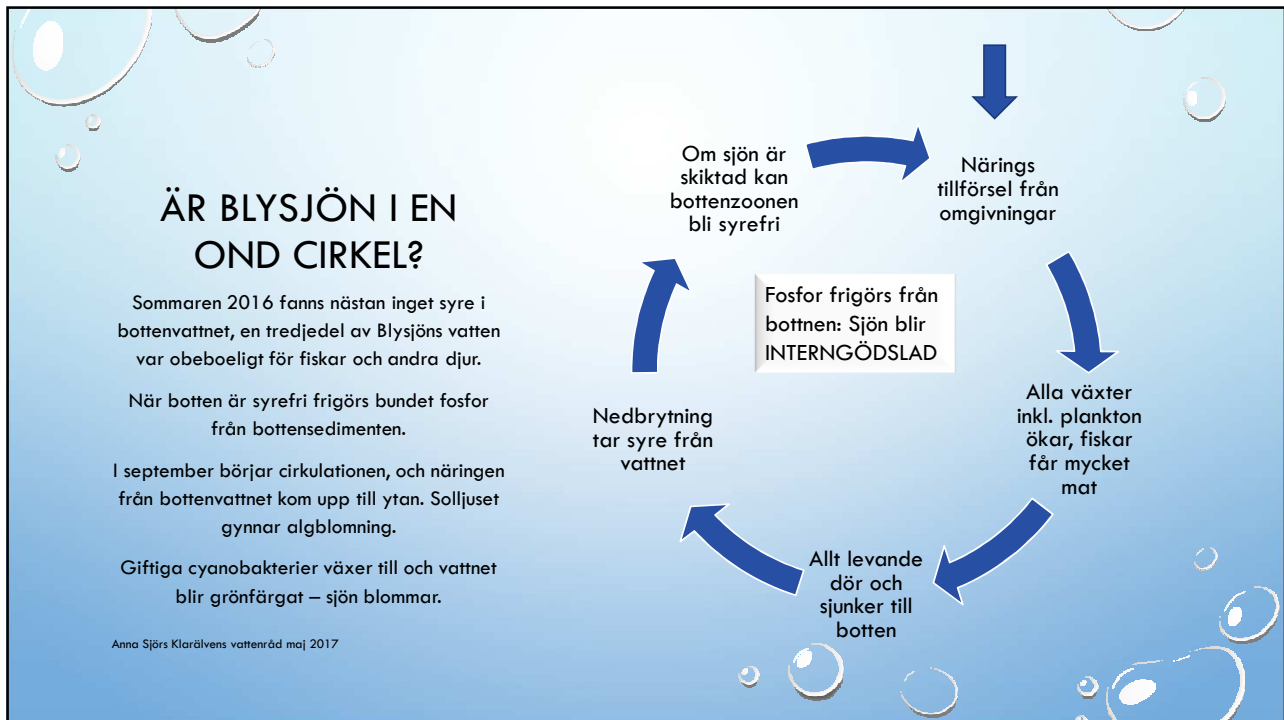 ÄR BLYSJÖN I EN
OND CIRKEL?
Sommaren 2016 fanns nästan inget syre i
bottenvattnet, en tredjedel av Blysjöns vatten
var obeboeligt för fiskar och andra djur.
När botten är syrefri frigörs bundet fosfor
från bottensedimenten.
I september börjar cirkulationen, och näringen
från bottenvattnet kom upp till ytan. Solljuset
gynnar algblomning.
Giftiga cyanobakterier växer till och vattnet
blir grönfärgat – sjön blommar.
Anna Sjörs Klarälvens vattenråd maj 2017
Närings
tillförsel från
omgivningar
Alla växter
inkl. plankton
ökar, fiskar
får mycket
mat
Allt levande
dör och
sjunker till
botten
Nedbrytning
tar syre från
vattnet
Om sjön är
skiktad kan
bottenzoonen
bli syrefri
Fosfor frigörs från
bottnen: Sjön blir
INTERNGÖDSLAD